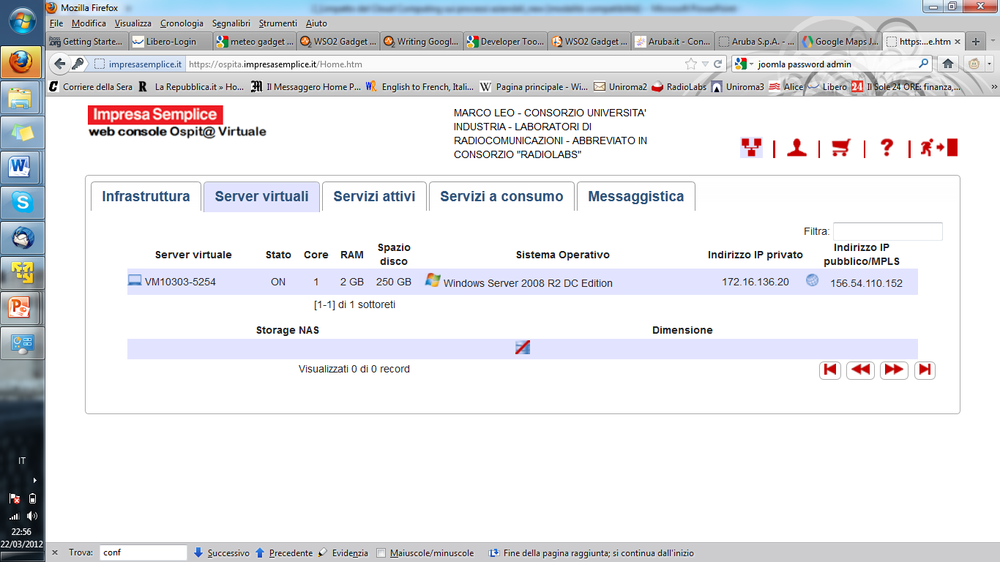 Mozilla Firefox
File Modifica Visualizza Cronologia Segnalibri Strumenti Aiuto
Getting Starte... Libero-Login meteo gadget ... WSO2 Gadget ... Writing Googl... Developer Too... WSO2 Gadget ... Aruba.it - Con... Aruba S.p.A. - ... Google Maps J... https:...e.htm
impresasemplice.it https://ospita.impresasemplice.it/Home.htm joomla password admin
Corriere della Sera La Repubblica.it » Ho... Il Messaggero Home P... English to French, Itali... Pagina principale - Wi... Uniroma2 RadioLabs Uniroma3 Alice Libero 24 Il Sole 24 ORE: finanza,...
Impresa Semplice
web console Ospit@ Virtuale
MARCO LEO - CONSORZIO UNIVERSITA'
INDUSTRIA - LABORATORI DI
RADIOCOMUNICAZIONI - ABBREVIATO IN
CONSORZIO "RADIOLABS"
Infrastruttura Server virtuali Servizi attivi Servizi a consumo Messaggistica
Filtra:
Server virtuale Stato Core RAM Spazio disco Sistema Operativo Indirizzo IP privato Indirizzo IP pubblico/MPLS
VM10303-5254 ON 1 2 GB 250 GB Windows Server 2008 R2 DC Edition 172.16.136.20 156.54.110.152
[1-1] di 1 sottoreti
Storage NAS Dimensione
Visualizzati 0 di 0 record
IT
22:56
22/03/2012
Trova: conf Successivo Precedente Evidenzia Maiuscole/minuscole Fine della pagina raggiunta; si continua dall'inizio